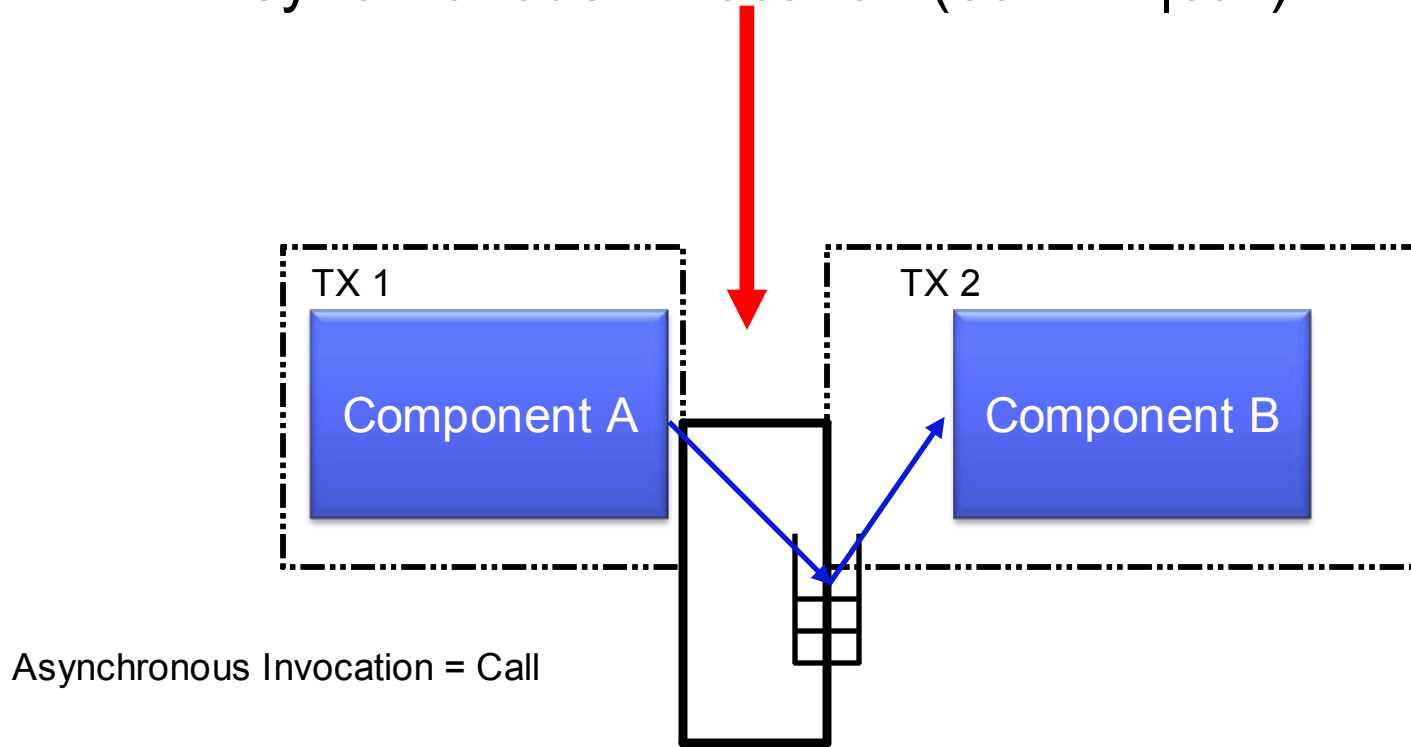 TX 1
TX 2
Component A
Component B
Asynchronous Invocation = Call